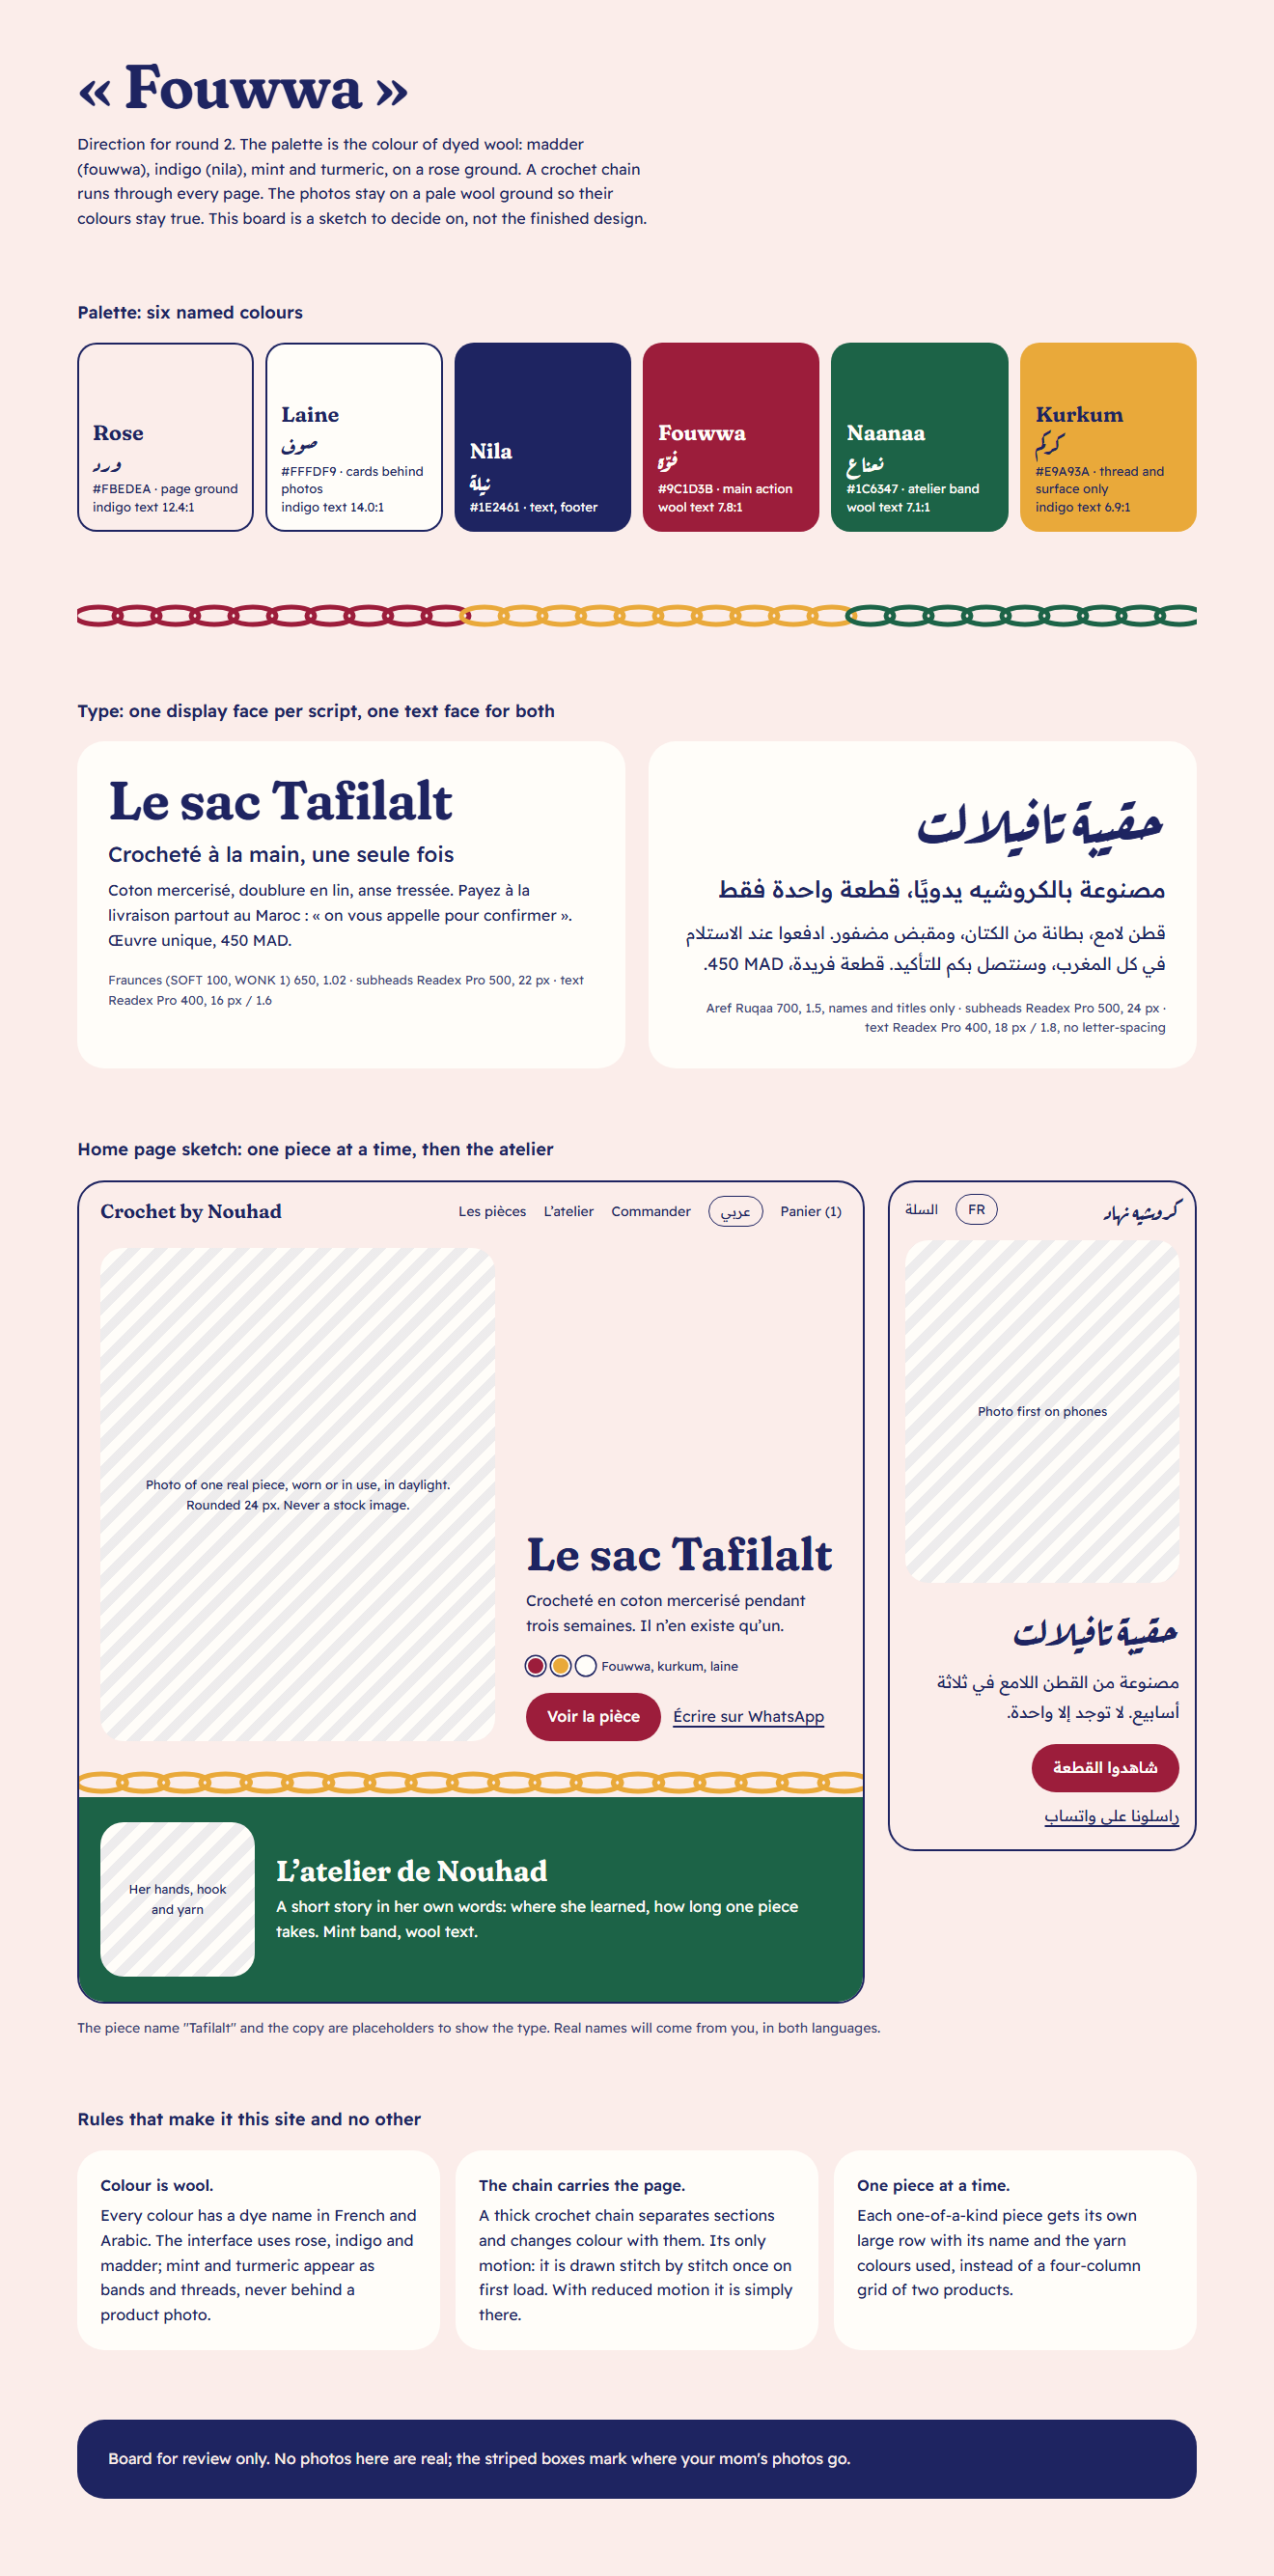 « Fouwwa »
Direction for round 2. The palette is the colour of dyed wool: madder
(fouwwa), indigo (nila), mint and turmeric, on a rose ground. A crochet chain
runs through every page. The photos stay on a pale wool ground so their
colours stay true. This board is a sketch to decide on, not the finished design.
Palette: six named colours
Rose
ورد
#FBEDEA · page ground
indigo text 12.4:1
Laine
صوف
#FFFDF9 · cards behind
photos
indigo text 14.0:1
Nila
نيلة
#1E2461 · text, footer
Fouwwa
فوّة
#9C1D3B · main action
wool text 7.8:1
Naanaa
نعناع
#1C6347 · atelier band
wool text 7.1:1
Kurkum
كركم
#E9A93A · thread and
surface only
indigo text 6.9:1
Type: one display face per script, one text face for both
Le sac Tafilalt
Crocheté à la main, une seule fois
Coton mercerisé, doublure en lin, anse tressée. Payez à la
livraison partout au Maroc : « on vous appelle pour confirmer ».
Œuvre unique, 450 MAD.
Fraunces (SOFT 100, WONK 1) 650, 1.02 · subheads Readex Pro 500, 22 px · text
Readex Pro 400, 16 px / 1.6
حقيبة تافيلالت
مصنوعة بالكروشيه يدويًا، قطعة واحدة فقط
قطن لامع، بطانة من الكتان، ومقبض مضفور. ادفعوا عند الاستلام
في كل المغرب، وسنتصل بكم للتأكيد. قطعة فريدة، 450 MAD.
Aref Ruqaa 700, 1.5, names and titles only · subheads Readex Pro 500, 24 px ·
text Readex Pro 400, 18 px / 1.8, no letter-spacing
Home page sketch: one piece at a time, then the atelier
Crochet by Nouhad
Les pièces
L’atelier
Commander
عربي
Panier (1)
Photo of one real piece, worn or in use, in daylight.
Rounded 24 px. Never a stock image.
Le sac Tafilalt
Crocheté en coton mercerisé pendant
trois semaines. Il n’en existe qu’un.
Fouwwa, kurkum, laine
Voir la pièce
Écrire sur WhatsApp
Her hands, hook
and yarn
L’atelier de Nouhad
A short story in her own words: where she learned, how long one piece
takes. Mint band, wool text.
كروشيه نهاد
FR
السلة
Photo first on phones
حقيبة تافيلالت
مصنوعة من القطن اللامع في ثلاثة
أسابيع. لا توجد إلا واحدة.
شاهدوا القطعة
راسلونا على واتساب
The piece name "Tafilalt" and the copy are placeholders to show the type. Real names will come from you, in both languages.
Rules that make it this site and no other
Colour is wool.
Every colour has a dye name in French and
Arabic. The interface uses rose, indigo and
madder; mint and turmeric appear as
bands and threads, never behind a
product photo.
The chain carries the page.
A thick crochet chain separates sections
and changes colour with them. Its only
motion: it is drawn stitch by stitch once on
first load. With reduced motion it is simply
there.
One piece at a time.
Each one-of-a-kind piece gets its own
large row with its name and the yarn
colours used, instead of a four-column
grid of two products.
Board for review only. No photos here are real; the striped boxes mark where your mom's photos go.